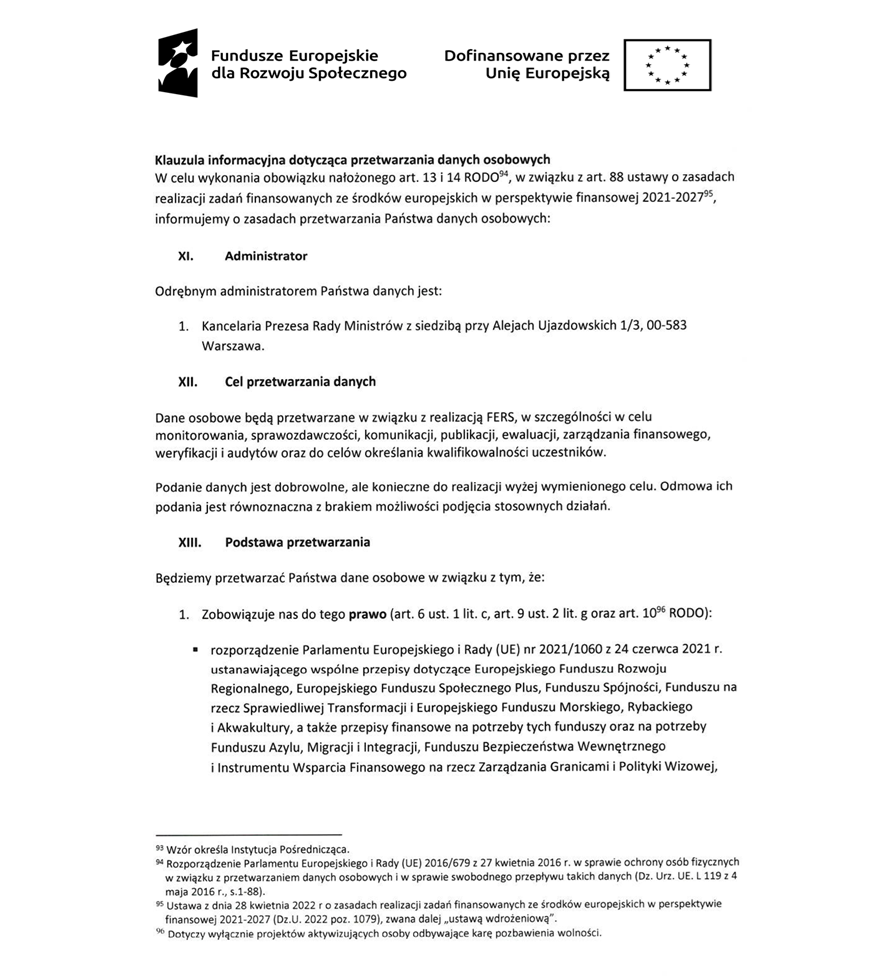 Fundusze Europejskie
dla Rozwoju Społecznego
Dofinansowane przez
Unię Europejską
Klauzula informacyjna dotycząca przetwarzania danych osobowych
W celu wykonania obowiązku nałożonego art. 13 i 14 RODO⁹⁴, w związku z art. 88 ustawy o zasadach
realizacji zadań finansowanych ze środków europejskich w perspektywie finansowej 2021-2027⁹⁵,
informujemy o zasadach przetwarzania Państwa danych osobowych:
XI. Administrator
Odrębnym administratorem Państwa danych jest:
1. Kancelaria Prezesa Rady Ministrów z siedzibą przy Alejach Ujazdowskich 1/3, 00-583
Warszawa.
XII. Cel przetwarzania danych
Dane osobowe będą przetwarzane w związku z realizacją FERS, w szczególności w celu
monitorowania, sprawozdawczości, komunikacji, publikacji, ewaluacji, zarządzania finansowego,
weryfikacji i audytów oraz do celów określania kwalifikowalności uczestników.
Podanie danych jest dobrowolne, ale konieczne do realizacji wyżej wymienionego celu. Odmowa ich
podania jest równoznaczna z brakiem możliwości podjęcia stosownych działań.
XIII. Podstawa przetwarzania
Będziemy przetwarzać Państwa dane osobowe w związku z tym, że:
1. Zobowiązuje nas do tego prawo (art. 6 ust. 1 lit. c, art. 9 ust. 2 lit. g oraz art. 10⁹⁶ RODO):
▪ rozporządzenie Parlamentu Europejskiego i Rady (UE) nr 2021/1060 z 24 czerwca 2021 r.
ustanawiającego wspólne przepisy dotyczące Europejskiego Funduszu Rozwoju
Regionalnego, Europejskiego Funduszu Społecznego Plus, Funduszu Spójności, Funduszu na
rzecz Sprawiedliwej Transformacji i Europejskiego Funduszu Morskiego, Rybackiego
i Akwakultury, a także przepisy finansowe na potrzeby tych funduszy oraz na potrzeby
Funduszu Azylu, Migracji i Integracji, Funduszu Bezpieczeństwa Wewnętrznego
i Instrumentu Wsparcia Finansowego na rzecz Zarządzania Granicami i Polityki Wizowej,
⁹³ Wzór określa Instytucja Pośrednicząca.
⁹⁴ Rozporządzenie Parlamentu Europejskiego i Rady (UE) 2016/679 z 27 kwietnia 2016 r. w sprawie ochrony osób fizycznych
w związku z przetwarzaniem danych osobowych i w sprawie swobodnego przepływu takich danych (Dz. Urz. UE. L 119 z 4
maja 2016 r., s.1-88).
⁹⁵ Ustawa z dnia 28 kwietnia 2022 r o zasadach realizacji zadań finansowanych ze środków europejskich w perspektywie
finansowej 2021-2027 (Dz.U. 2022 poz. 1079), zwana dalej „ustawą wdrożeniową”.
⁹⁶ Dotyczy wyłącznie projektów aktywizujących osoby odbywające karę pozbawienia wolności.